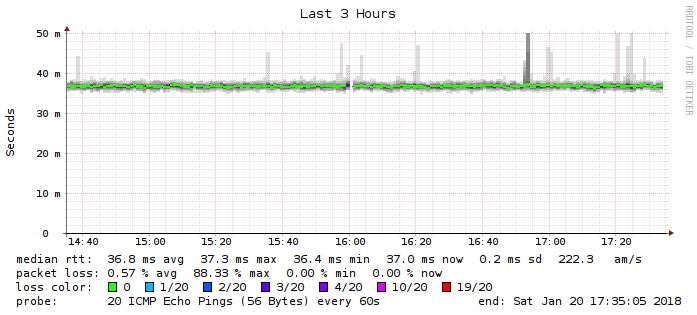 Last 3 Hours
RRDTOOL / TOBI OETIKER
Seconds
50 m
40 m
30 m
20 m
10 m
0
14:40 15:00 15:20 15:40 16:00 16:20 16:40 17:00 17:20
median rtt: 36.8 ms avg 37.3 ms max 36.4 ms min 37.0 ms now 0.2 ms sd 222.3 am/s
packet loss: 0.57 % avg 88.33 % max 0.00 % min 0.00 % now
loss color: 0 1/20 2/20 3/20 4/20 10/20 19/20
probe: 20 ICMP Echo Pings (56 Bytes) every 60s end: Sat Jan 20 17:35:05 2018